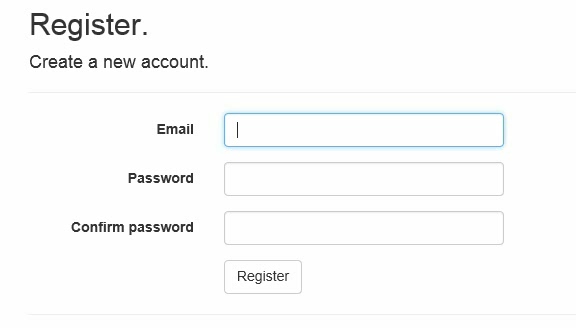 Register.
Create a new account.
Email
Password
Confirm password
Register